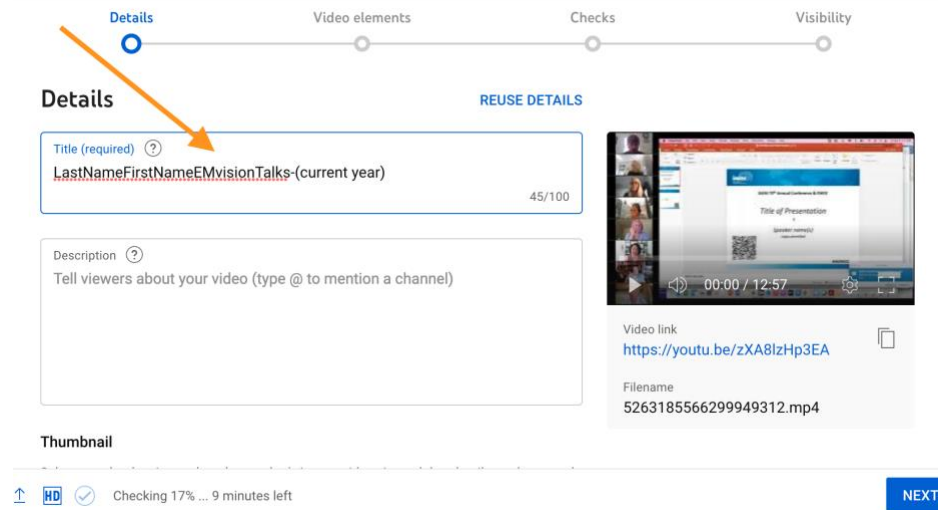 Details
Video elements
Checks
Visibility
Details
REUSE DETAILS
Title (required) ?
LastNameFirstNameEMvisionTalks-(current year)
45/100
Description ?
Tell viewers about your video (type @ to mention a channel)
Title of Presentation
Speaker name(s)
00:00 / 12:57
Video link
https://youtu.be/zXA8lzHp3EA
Filename
5263185566299949312.mp4
Thumbnail
HD
Checking 17% ... 9 minutes left
NEXT